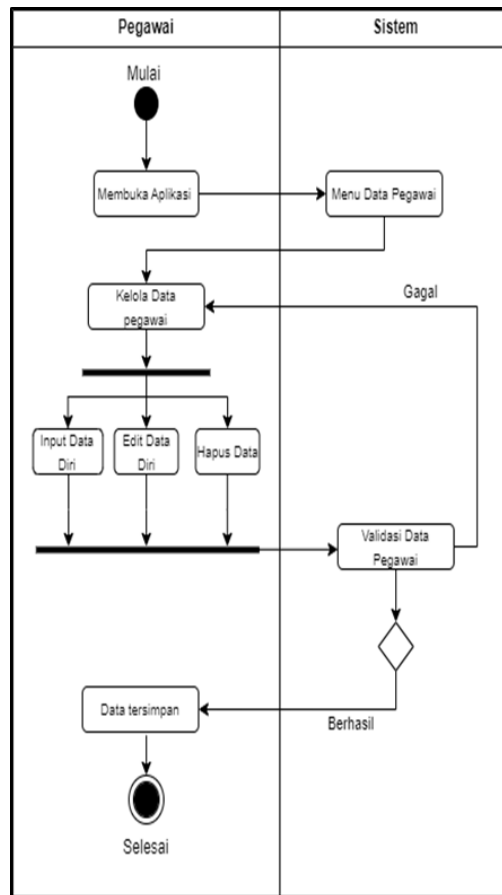 Pegawai
Sistem
Mulai
Membuka Aplikasi
Menu Data Pegawai
Kelola Data
pegawai
Gagal
Input Data
Diri
Edit Data
Diri
Hapus Data
Validasi Data
Pegawai
Data tersimpan
Berhasil
Selesai